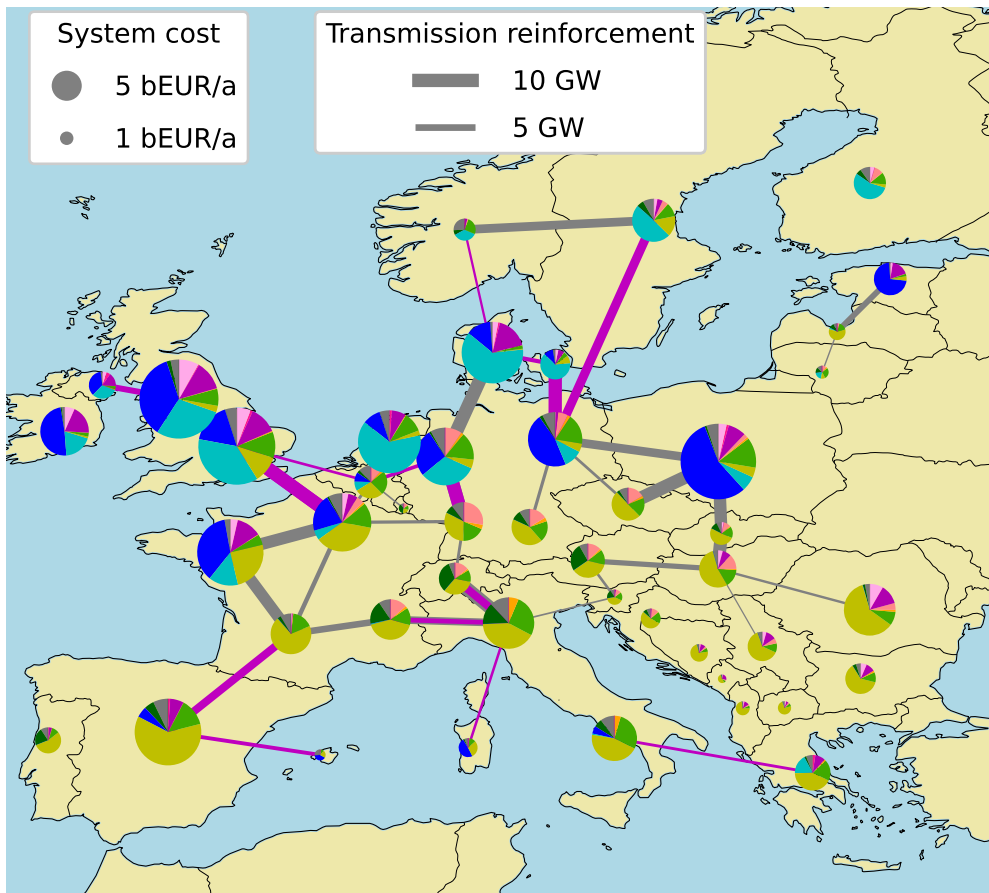 System cost
5 bEUR/a
1 bEUR/a
Transmission reinforcement
10 GW
5 GW